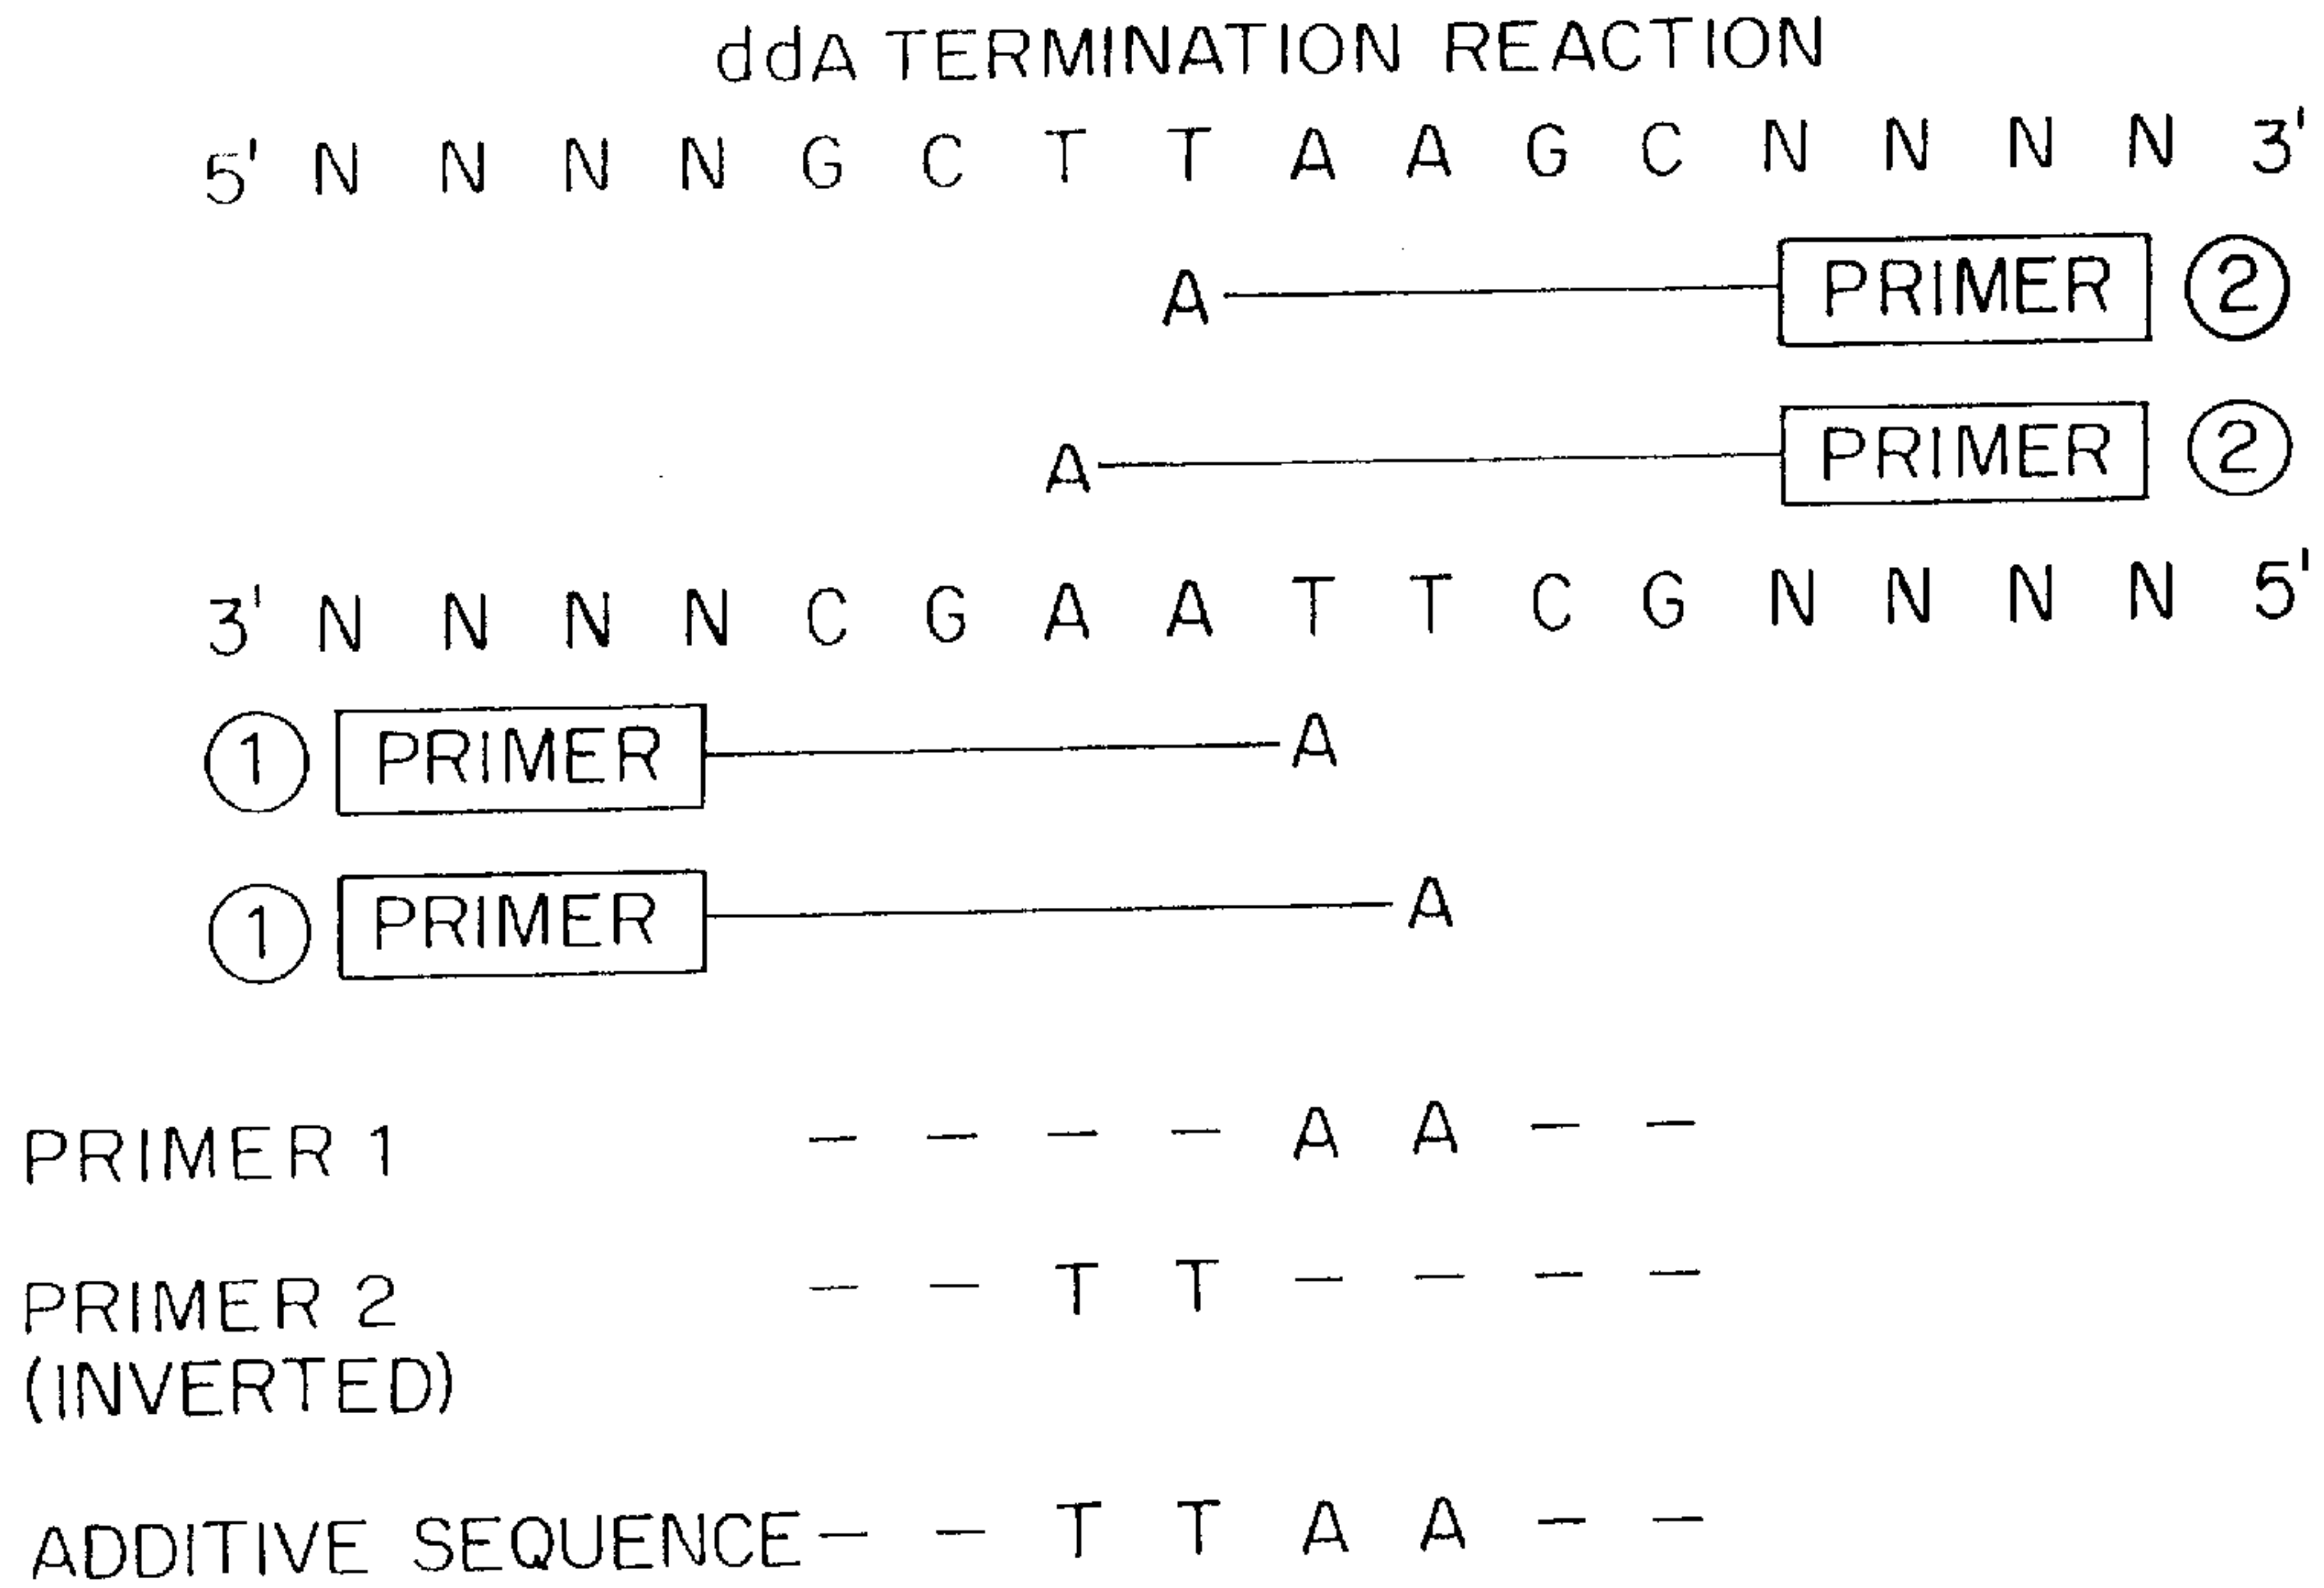 ddA TERMINATION REACTION
5' N N N N G C T T A A G C N N N N 3'
A PRIMER 2
A PRIMER 2
3' N N N N C G A A T T C G N N N N 5'
1 PRIMER A
1 PRIMER A
PRIMER 1 – – – – A A – –
PRIMER 2 – – T T – – – –
(INVERTED)
ADDITIVE SEQUENCE – – T T A A – –